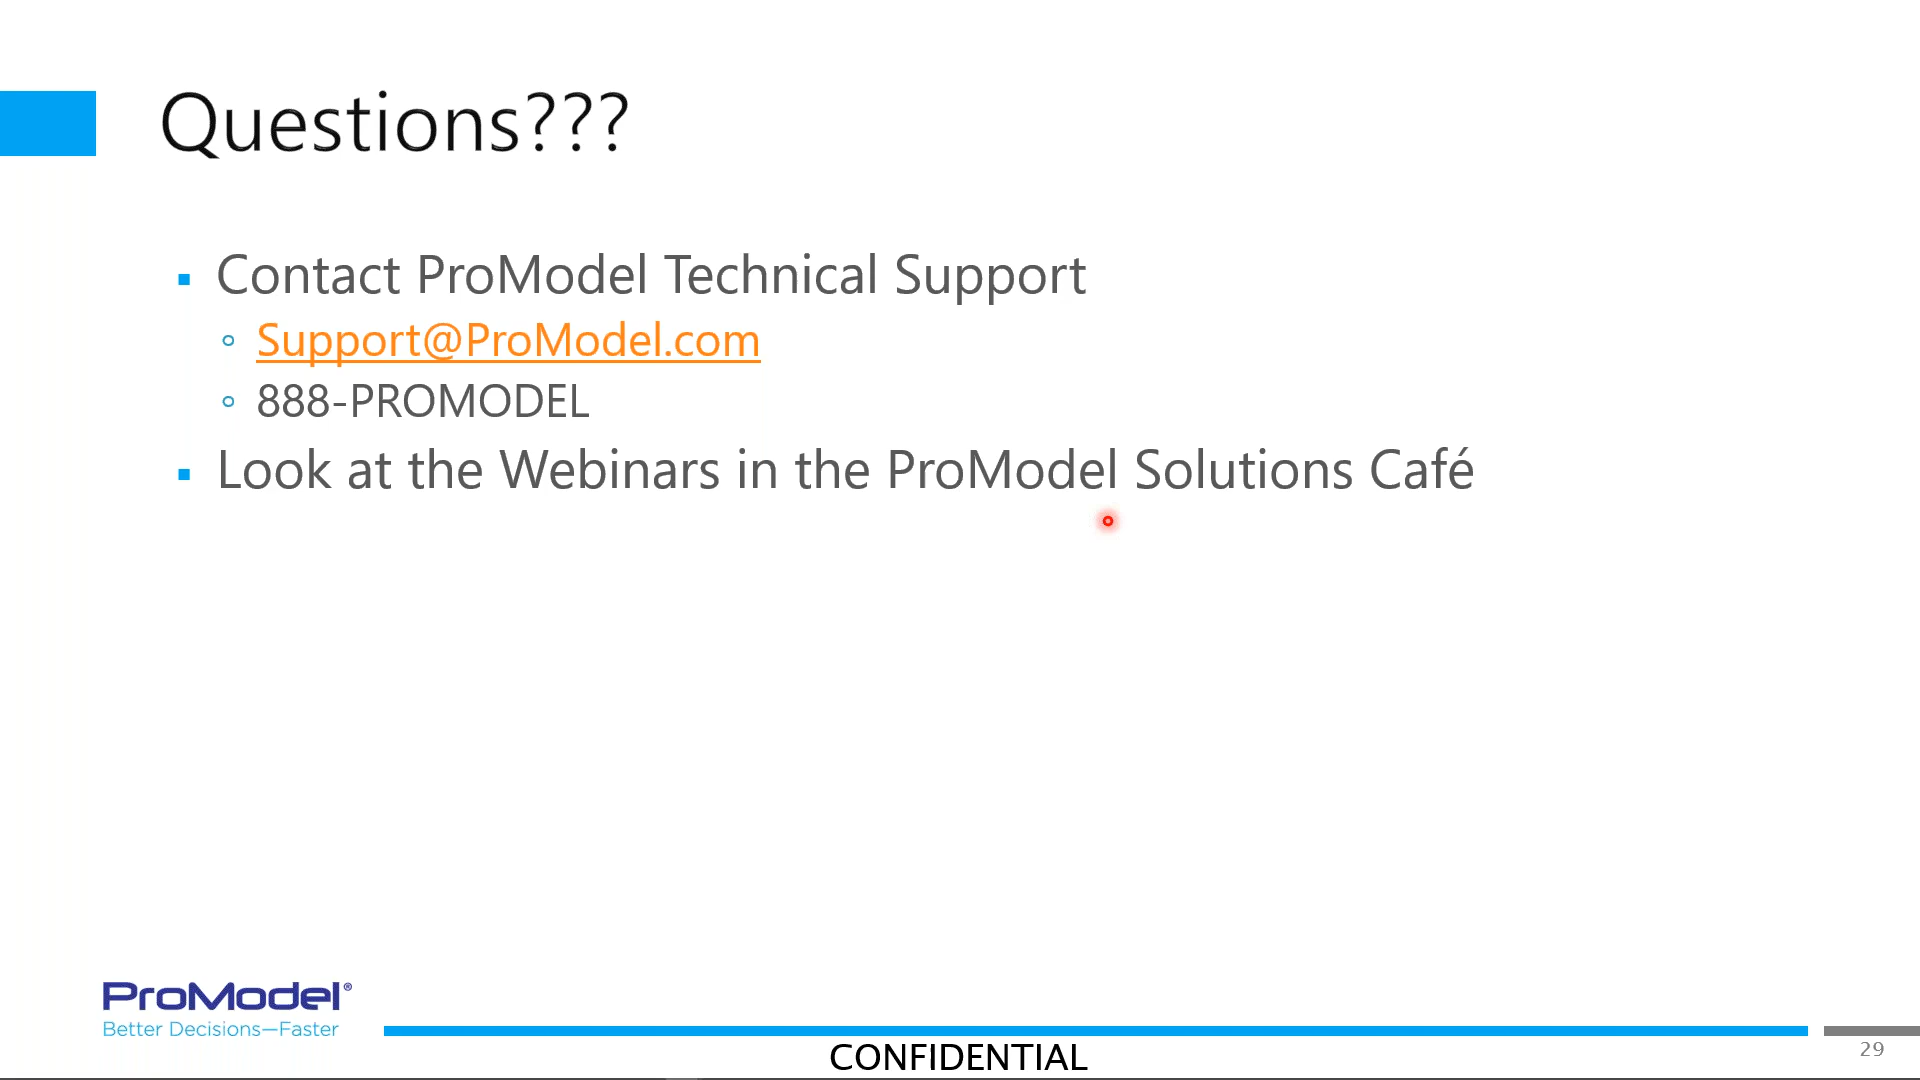 Questions???
Contact ProModel Technical Support
Support@ProModel.com
888-PROMODEL
Look at the Webinars in the ProModel Solutions Café
ProModel®
Better Decisions—Faster
CONFIDENTIAL
29